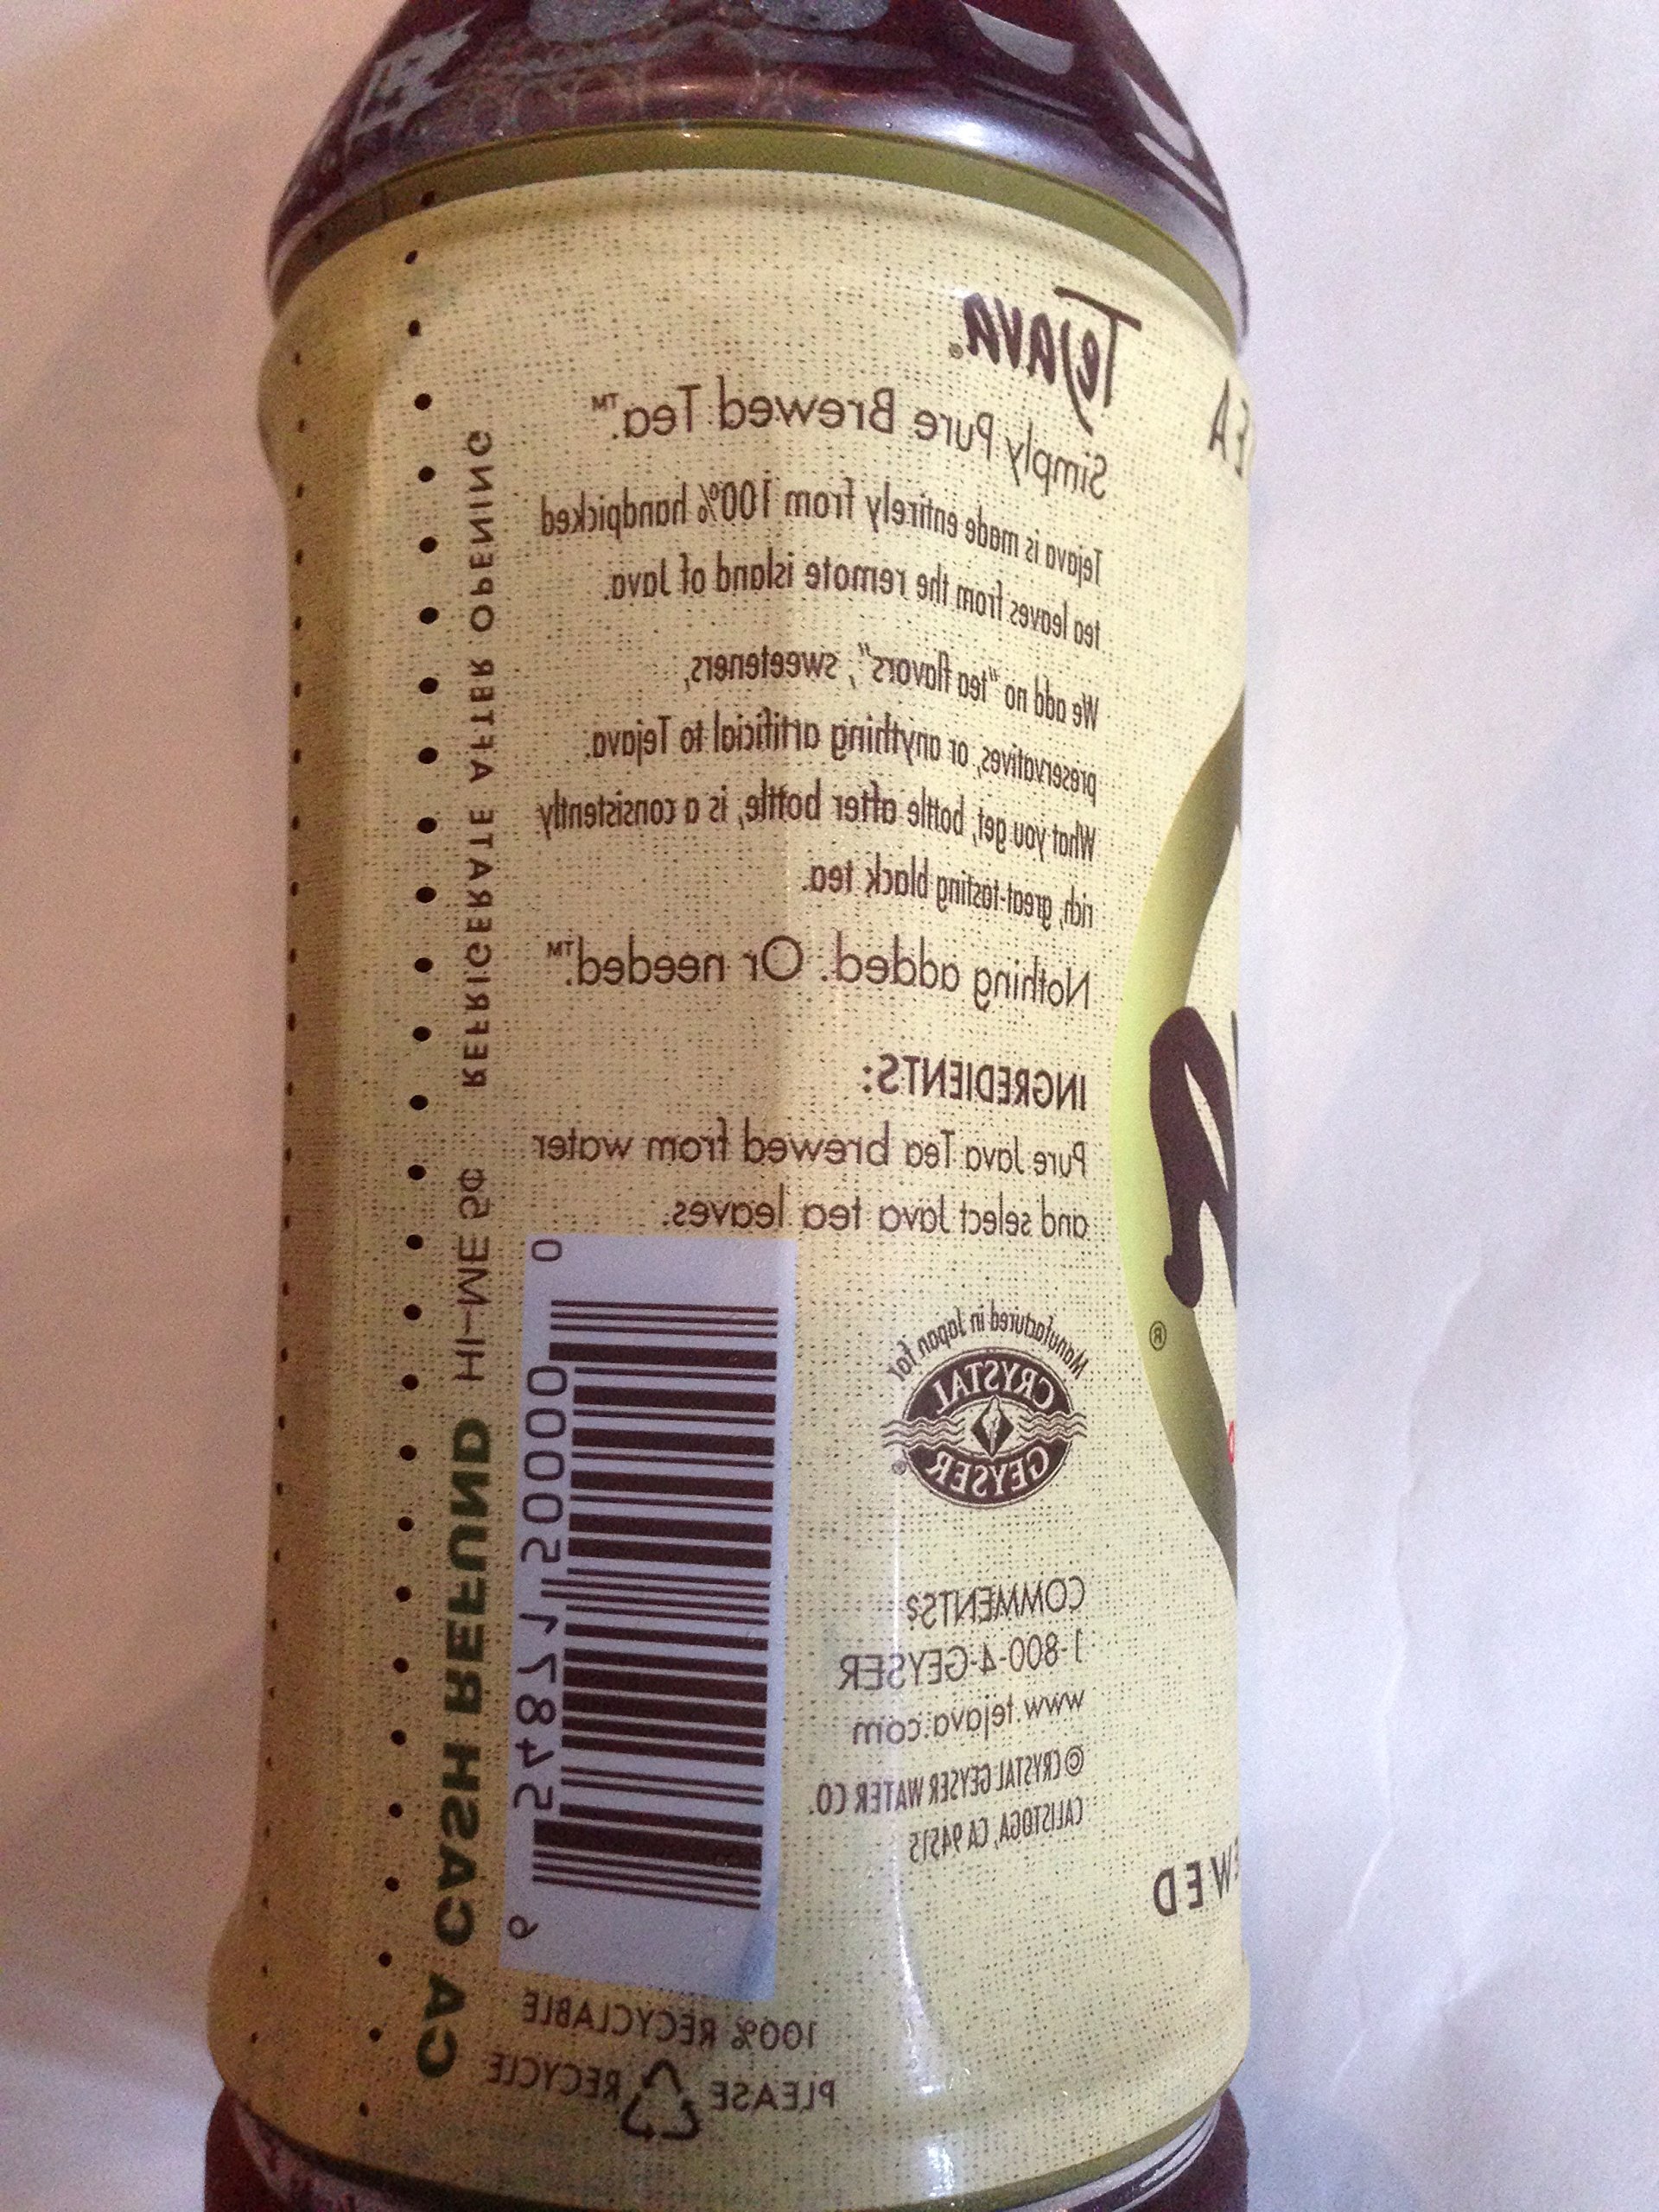 Tejava®
Simply Pure Brewed Tea.™
Tejava is made entirely from 100% handpicked
tea leaves from the remote island of Java.
We add no "tea flavors", sweeteners,
preservatives, or anything artificial to Tejava.
What you get, bottle after bottle, is a consistently
rich, great-tasting black tea.
Nothing added. Or needed.™
INGREDIENTS:
Pure Java Tea brewed from water
and select Java tea leaves.
Manufactured in Japan for
CRYSTAL
GEYSER®
COMMENTS?
1-800-4-GEYSER
www.tejava.com
© CRYSTAL GEYSER WATER CO.
CALISTOGA, CA 94515
6 54871 50000 0
100% RECYCLABLE
PLEASE RECYCLE
CA CASH REFUND HI-ME 5¢ REFRIGERATE AFTER OPENING
®